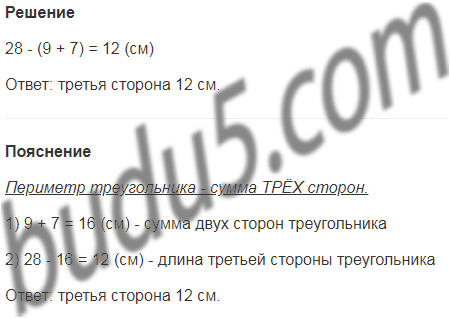 Решение
28 - (9 + 7) = 12 (см)
Ответ: третья сторона 12 см.
Пояснение
Периметр треугольника - сумма ТРЁХ сторон.
1) 9 + 7 = 16 (см) - сумма двух сторон треугольника
2) 28 - 16 = 12 (см) - длина третьей стороны треугольника
Ответ: третья сторона 12 см.
budu5.com